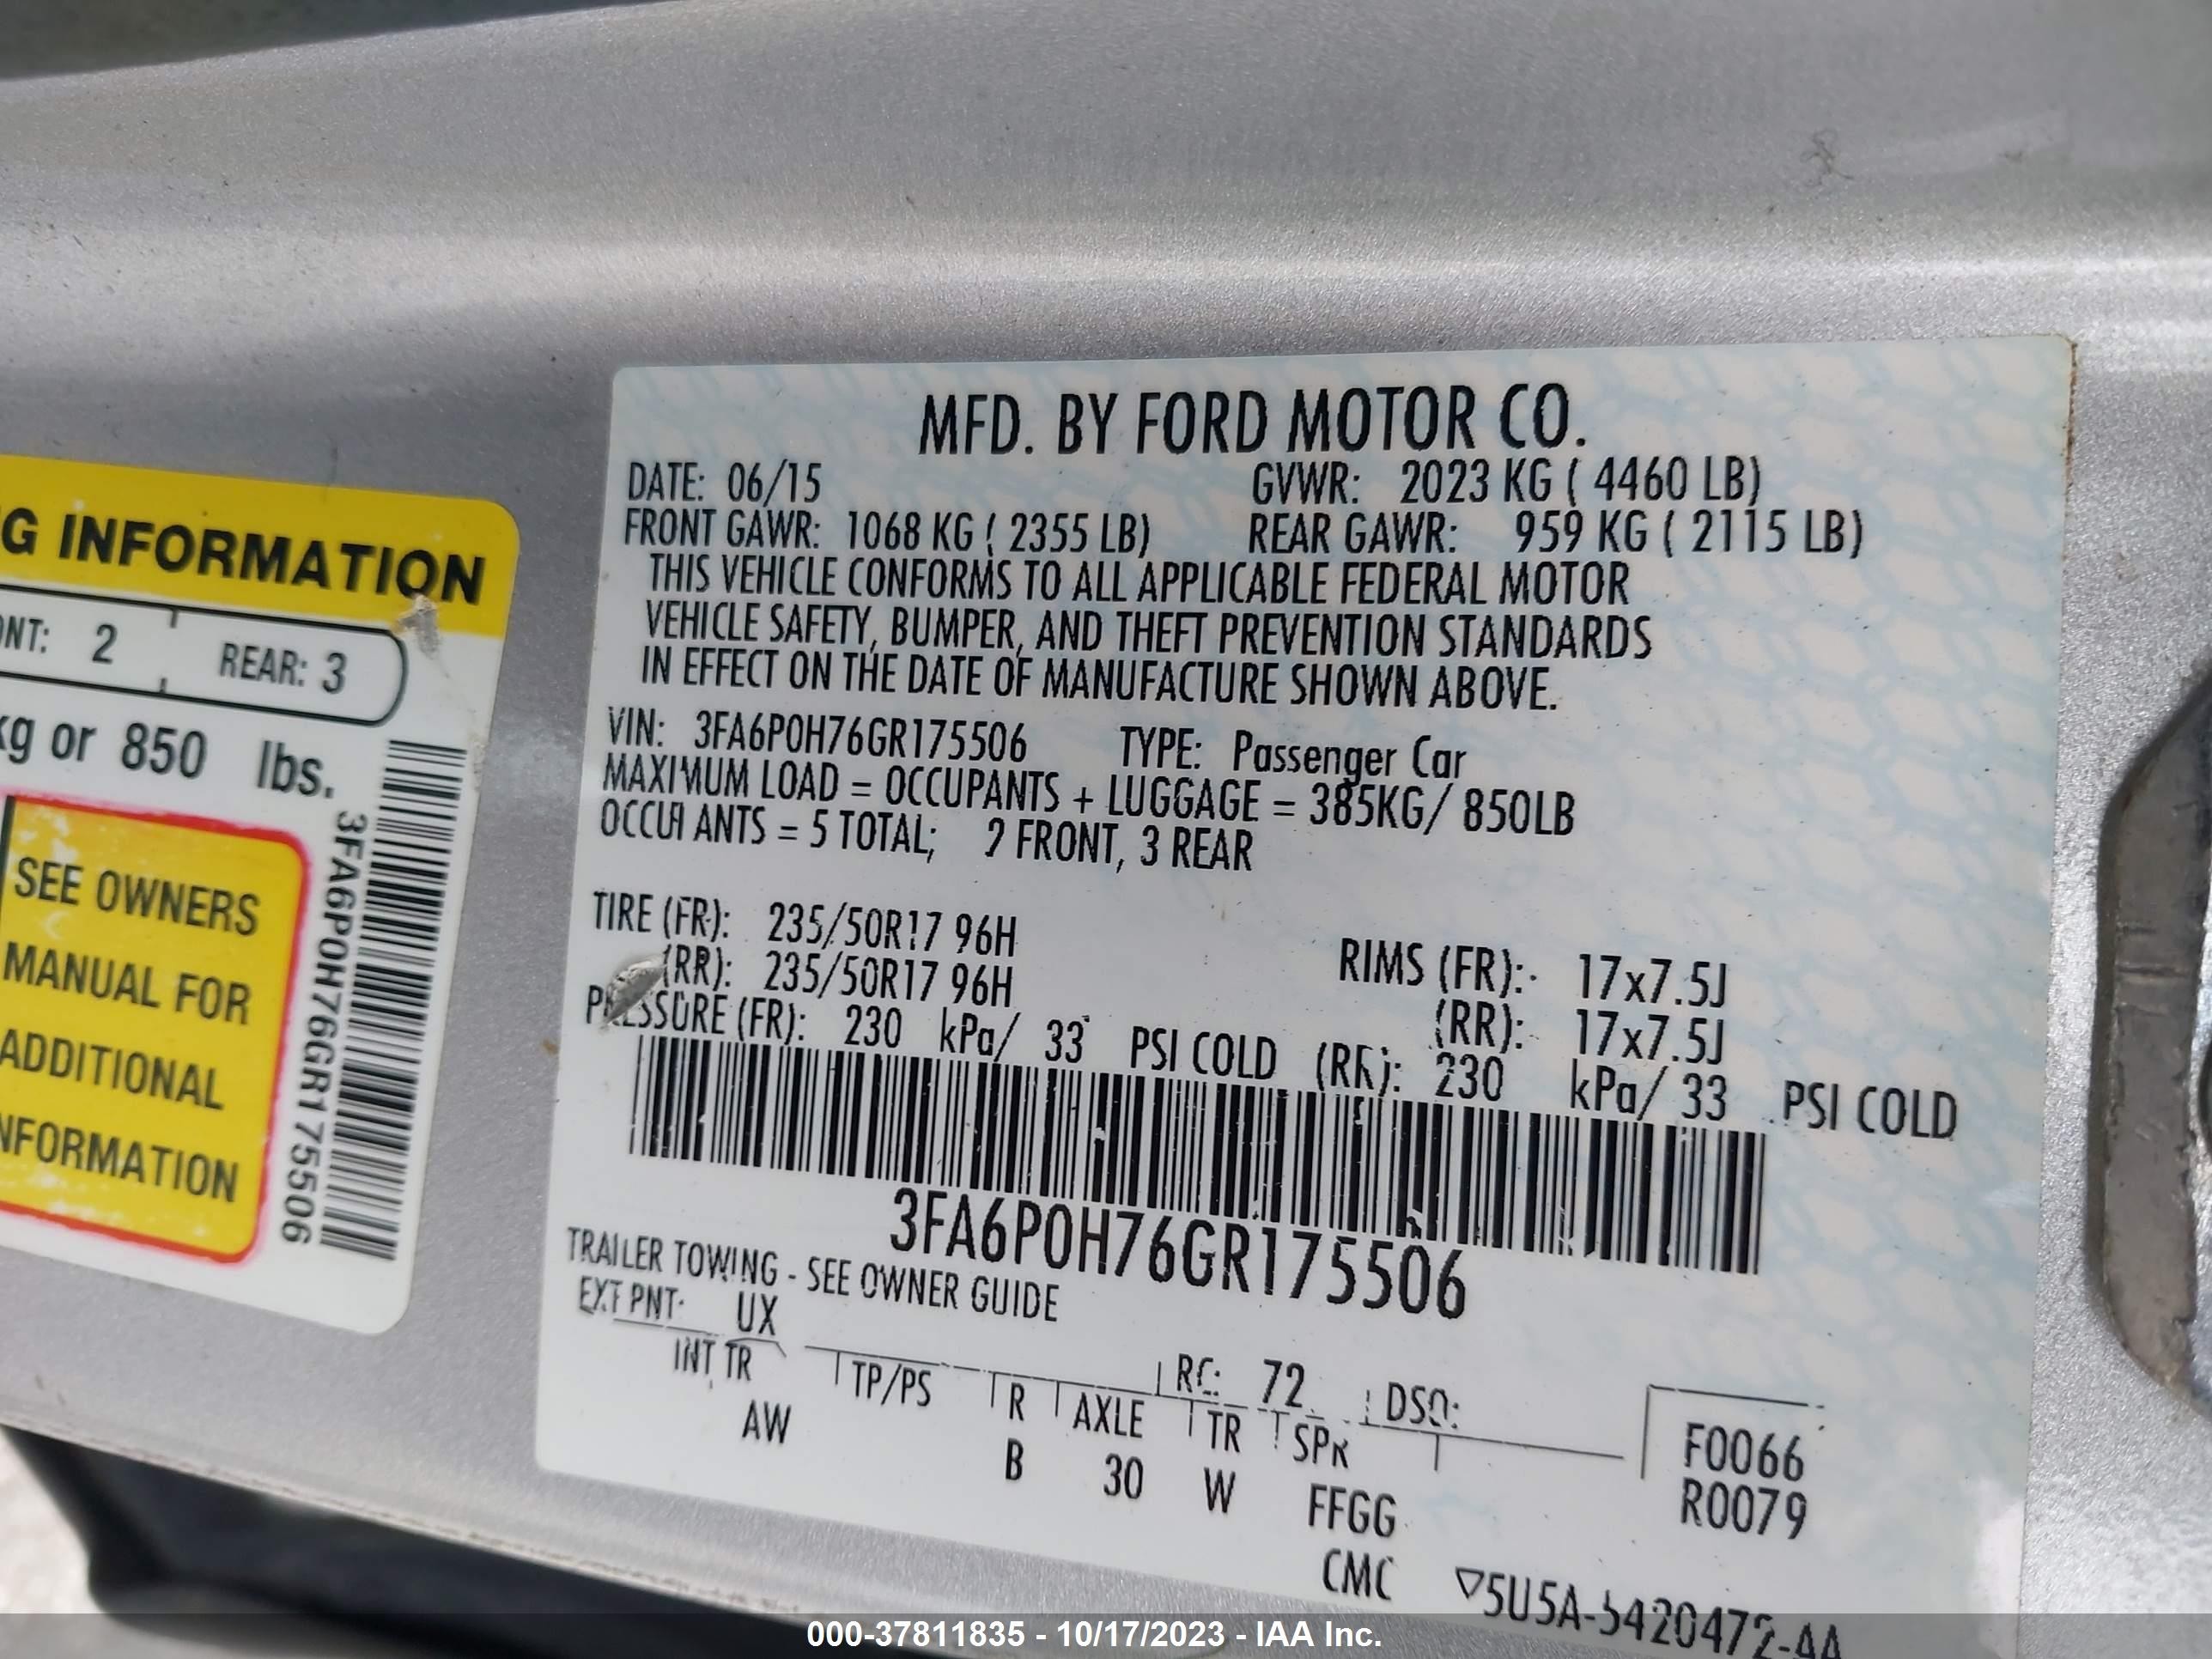 G INFORMATION
NT: 2 REAR: 3
kg or 850 lbs.
SEE OWNERS
MANUAL FOR
ADDITIONAL
NFORMATION
3FA6P0H76GR175506
MFD. BY FORD MOTOR CO.
DATE: 06/15 GVWR: 2023 KG ( 4460 LB)
FRONT GAWR: 1068 KG ( 2355 LB) REAR GAWR: 959 KG ( 2115 LB)
THIS VEHICLE CONFORMS TO ALL APPLICABLE FEDERAL MOTOR
VEHICLE SAFETY, BUMPER, AND THEFT PREVENTION STANDARDS
IN EFFECT ON THE DATE OF MANUFACTURE SHOWN ABOVE.
VIN: 3FA6P0H76GR175506 TYPE: Passenger Car
MAXIMUM LOAD = OCCUPANTS + LUGGAGE = 385KG/ 850LB
OCCUPANTS = 5 TOTAL; 2 FRONT, 3 REAR
TIRE (FR): 235/50R17 96H RIMS (FR): 17x7.5J
(RR): 235/50R17 96H (RR): 17x7.5J
PRESSURE (FR): 230 kPa/ 33 PSI COLD (RR): 230 kPa/ 33 PSI COLD
3FA6P0H76GR175506
TRAILER TOWING - SEE OWNER GUIDE
EXT PNT: UX RC: 72 DSO:
INT TR TP/PS R AXLE TR SPR F0066
AW B 30 W FFGG R0079
CMC ▽5U5A-5420472-AA
000-37811835 - 10/17/2023 - IAA Inc.